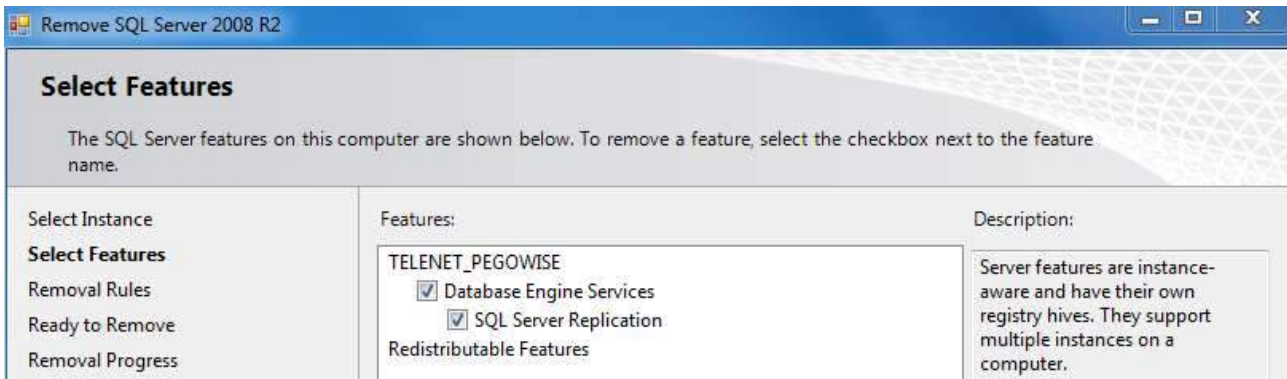 Remove SQL Server 2008 R2
Select Features
The SQL Server features on this computer are shown below. To remove a feature, select the checkbox next to the feature
name.
Select Instance
Select Features
Removal Rules
Ready to Remove
Removal Progress
Features:
TELENET_PEGOWISE
Database Engine Services
SQL Server Replication
Redistributable Features
Description:
Server features are instance-
aware and have their own
registry hives. They support
multiple instances on a
computer.